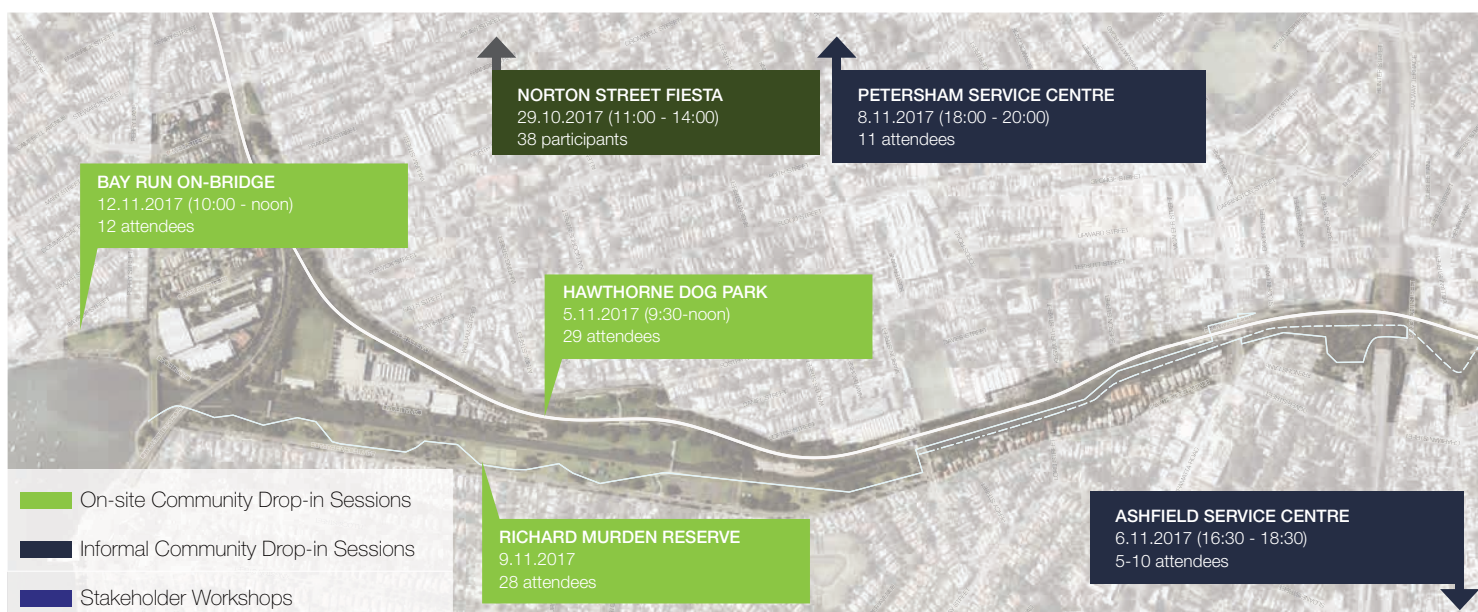 NORTON STREET FIESTA
29.10.2017 (11:00 - 14:00)
38 participants
PETERSHAM SERVICE CENTRE
8.11.2017 (18:00 - 20:00)
11 attendees
BAY RUN ON-BRIDGE
12.11.2017 (10:00 - noon)
12 attendees
HAWTHORNE DOG PARK
5.11.2017 (9:30-noon)
29 attendees
RICHARD MURDEN RESERVE
9.11.2017
28 attendees
ASHFIELD SERVICE CENTRE
6.11.2017 (16:30 - 18:30)
5-10 attendees
On-site Community Drop-in Sessions
Informal Community Drop-in Sessions
Stakeholder Workshops